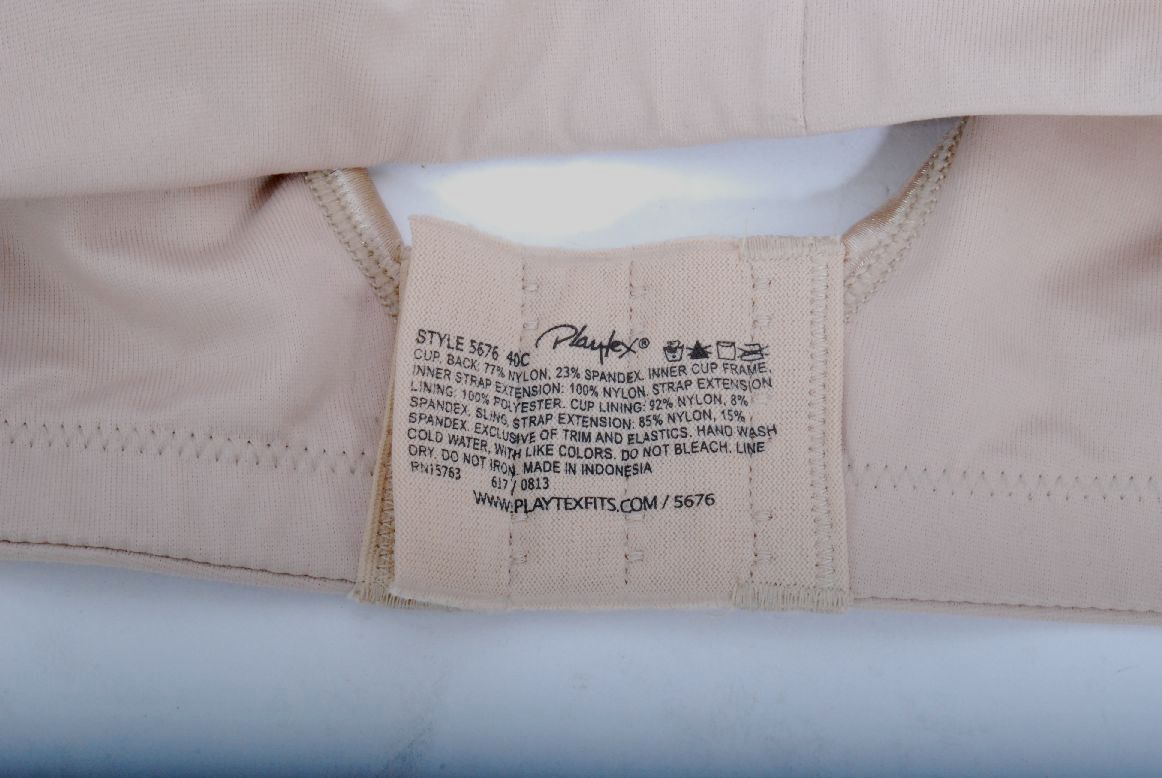 Playtex®
STYLE 5676 40C
CUP, BACK: 77% NYLON, 23% SPANDEX. INNER CUP FRAME,
INNER STRAP EXTENSION: 100% NYLON. STRAP EXTENSION
LINING: 100% POLYESTER. CUP LINING: 92% NYLON, 8%
SPANDEX. SLING, STRAP EXTENSION: 85% NYLON, 15%
SPANDEX. EXCLUSIVE OF TRIM AND ELASTICS. HAND WASH
COLD WATER, WITH LIKE COLORS. DO NOT BLEACH. LINE
DRY. DO NOT IRON. MADE IN INDONESIA
RN15763 617 / 0813
WWW.PLAYTEXFITS.COM / 5676